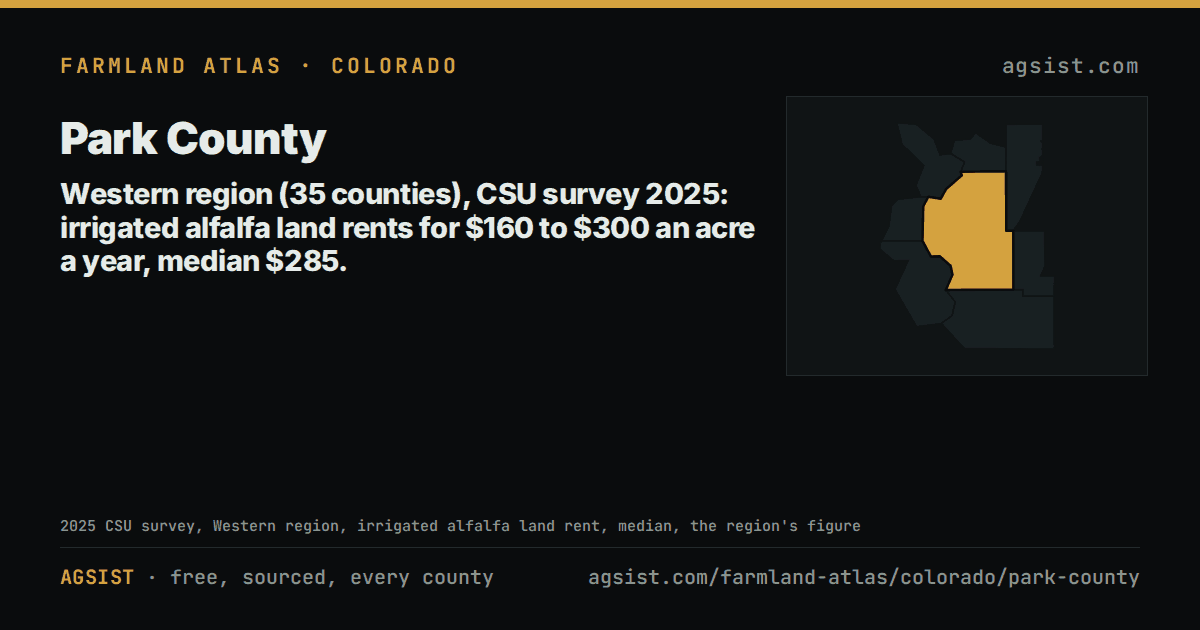 FARMLAND ATLAS · COLORADO
agsist.com
Park County
Western region (35 counties), CSU survey 2025:
irrigated alfalfa land rents for $160 to $300 an acre
a year, median $285.
2025 CSU survey, Western region, irrigated alfalfa land rent, median, the region's figure
AGSIST · free, sourced, every county
agsist.com/farmland-atlas/colorado/park-county